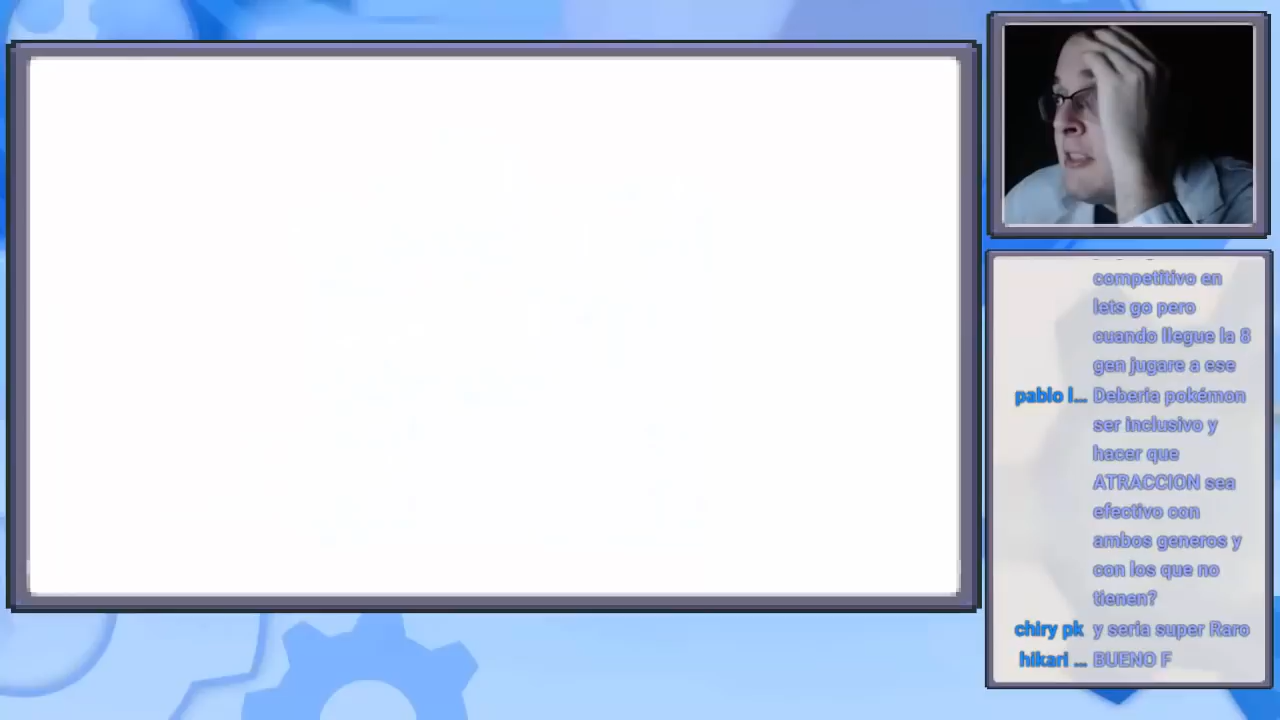 competitivo en
lets go pero
cuando llegue la 8
gen jugare a ese
pablo l... Deberia pokémon
ser inclusivo y
hacer que
ATRACCION sea
efectivo con
ambos generos y
con los que no
tienen?
chiry pk y seria super Raro
hikari ... BUENO F